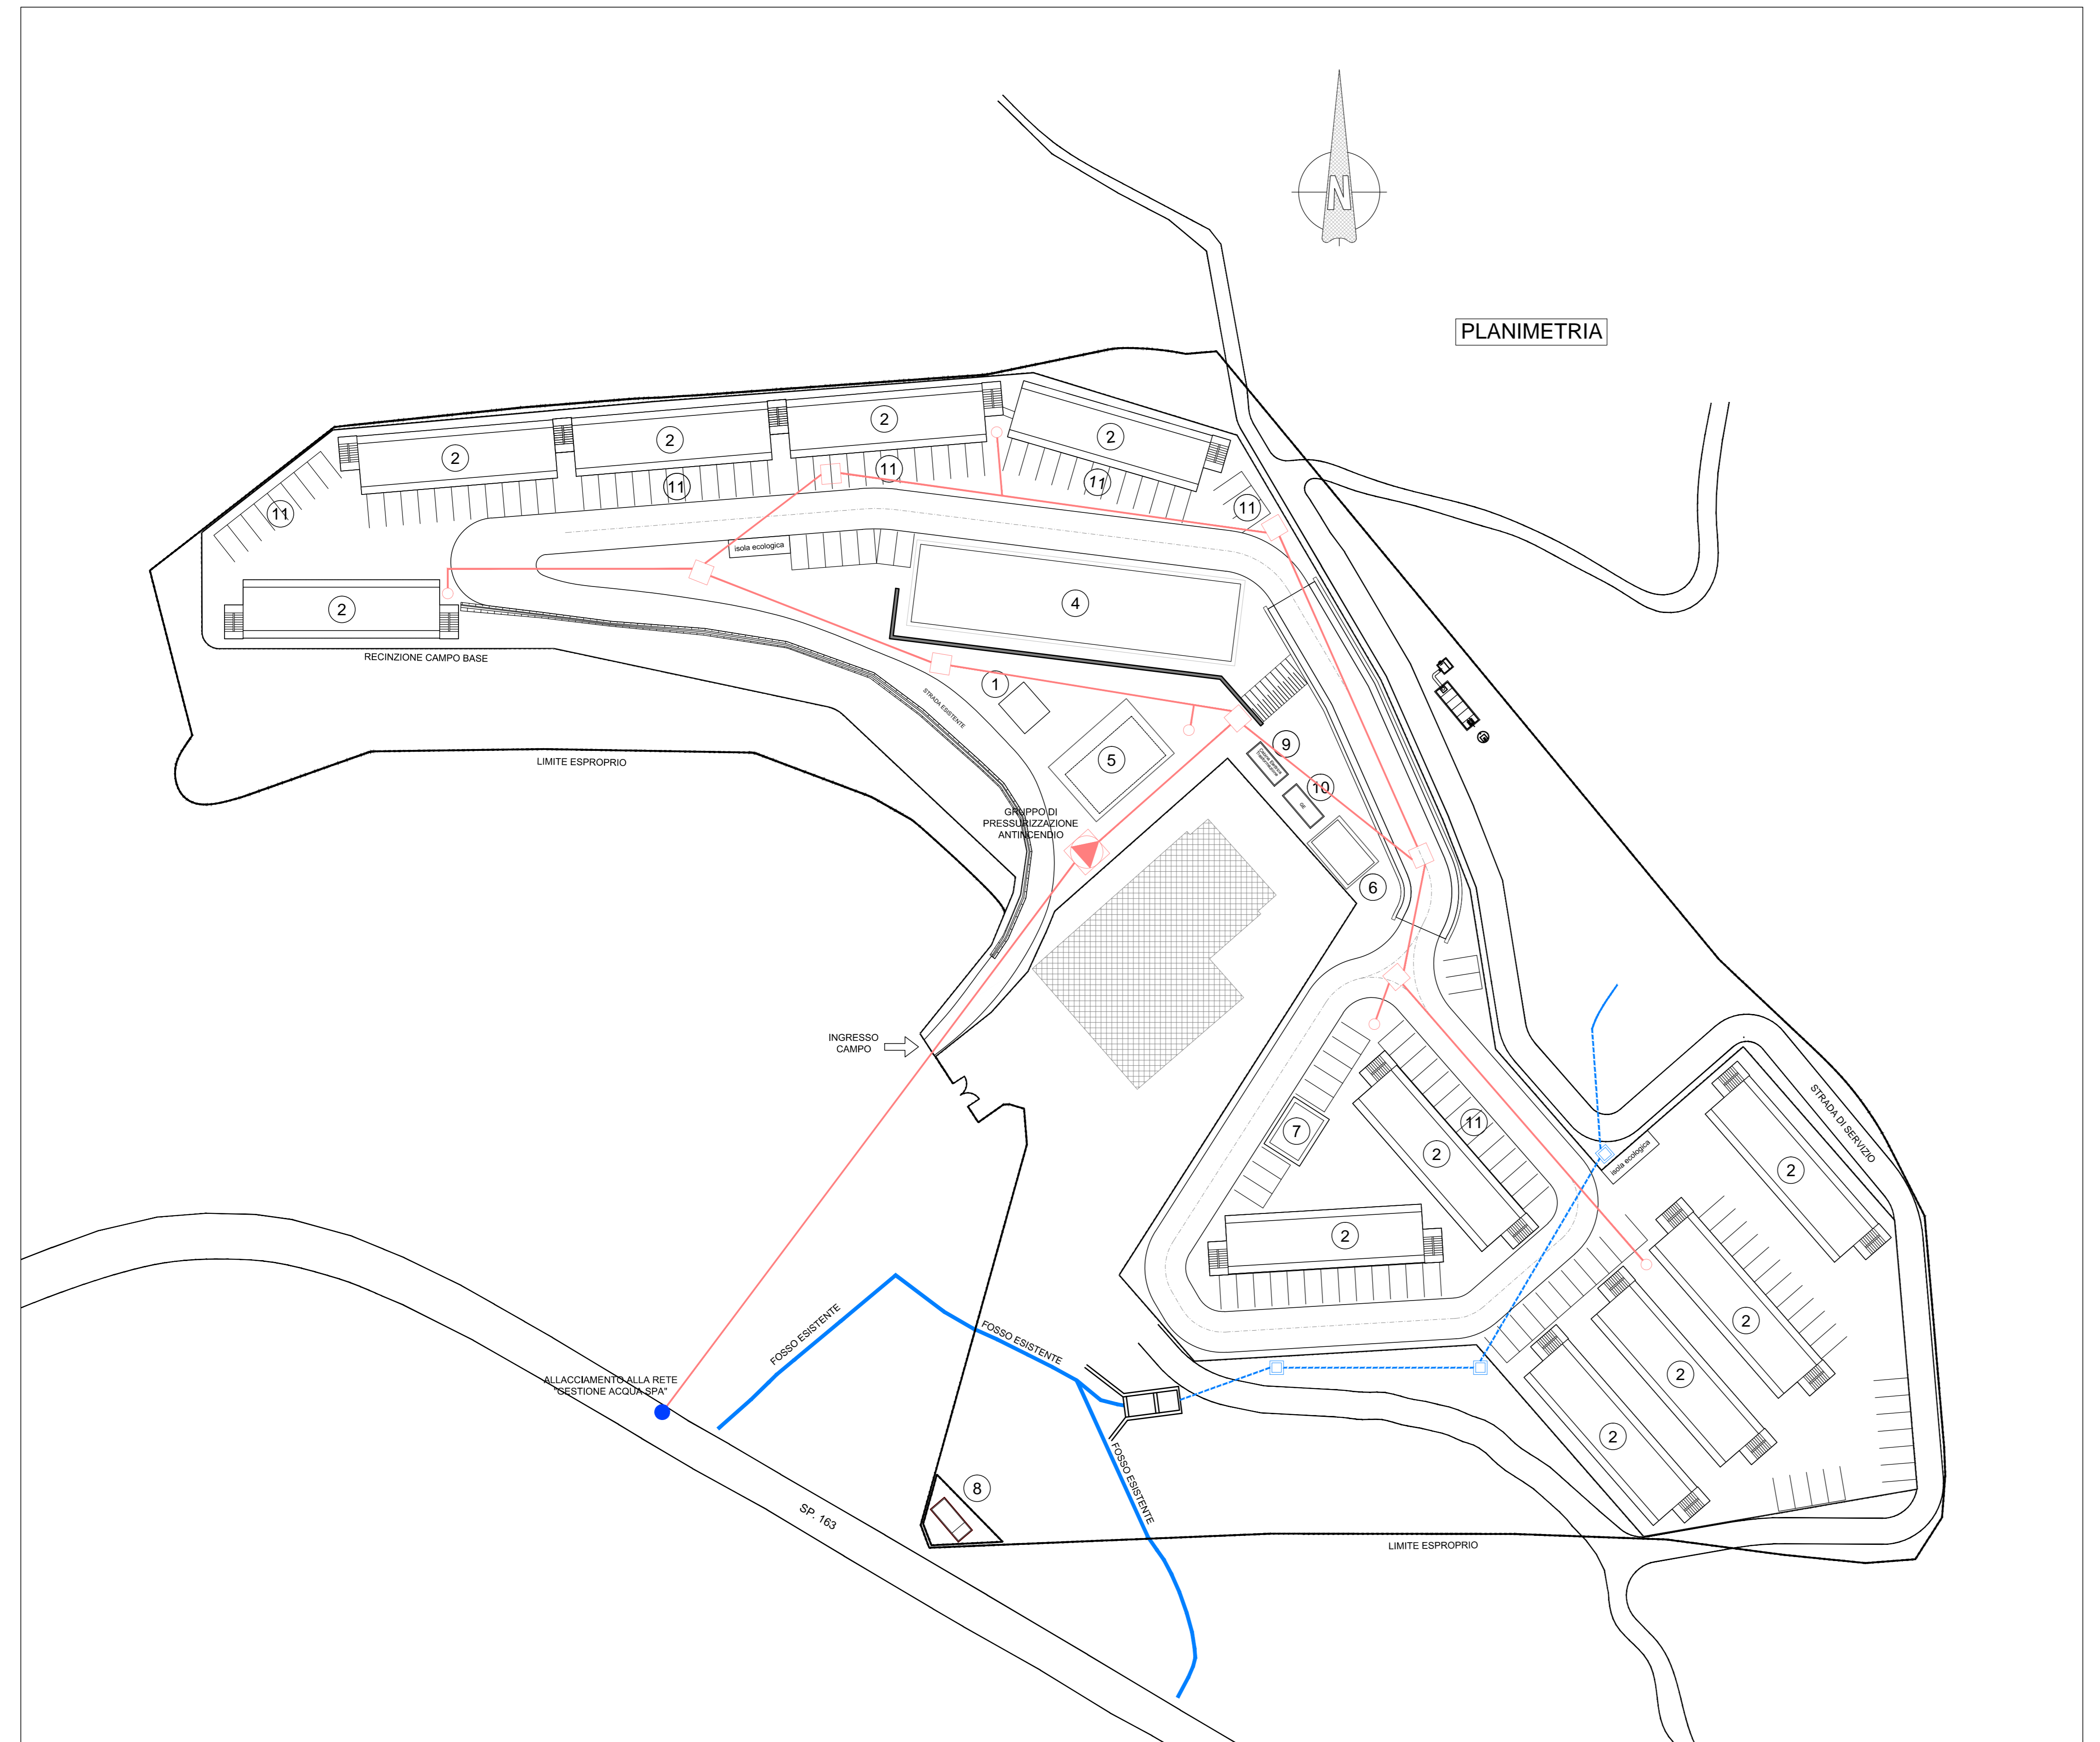 N
PLANIMETRIA
2
2
2
2
11
11
11
11
11
isola ecologica
2
4
RECINZIONE CAMPO BASE
1
STRADA ESISTENTE
LIMITE ESPROPRIO
5
9
10
GE
GRUPPO DI
PRESSURIZZAZIONE
ANTINCENDIO
6
INGRESSO
CAMPO
7
11
2
2
isola ecologica
STRADA DI SERVIZIO
2
2
2
2
FOSSO ESISTENTE
FOSSO ESISTENTE
ALLACCIAMENTO ALLA RETE
"GESTIONE ACQUA SPA"
FOSSO ESISTENTE
8
SP. 163
LIMITE ESPROPRIO